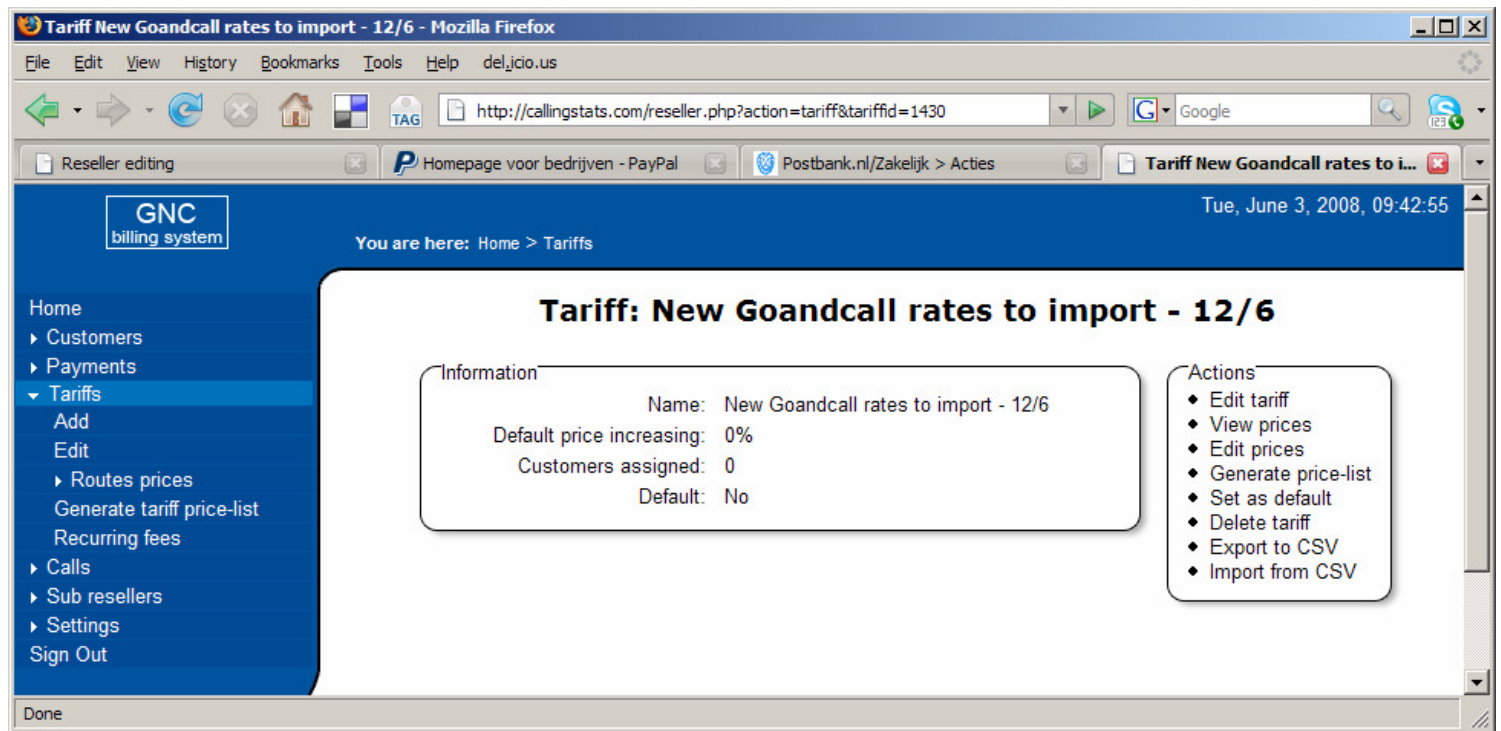 Tariff New Goandcall rates to import - 12/6 - Mozilla Firefox
File Edit View History Bookmarks Tools Help del.icio.us
TAG http://callingstats.com/reseller.php?action=tariff&tariffid=1430 G Google 123
Reseller editing P Homepage voor bedrijven - PayPal Postbank.nl/Zakelijk > Acties Tariff New Goandcall rates to i...
GNC
billing system
Tue, June 3, 2008, 09:42:55
You are here: Home > Tariffs
Home
Customers
Payments
Tariffs
Add
Edit
Routes prices
Generate tariff price-list
Recurring fees
Calls
Sub resellers
Settings
Sign Out
Tariff: New Goandcall rates to import - 12/6
Information
Name: New Goandcall rates to import - 12/6
Default price increasing: 0%
Customers assigned: 0
Default: No
Actions
Edit tariff
View prices
Edit prices
Generate price-list
Set as default
Delete tariff
Export to CSV
Import from CSV
Done